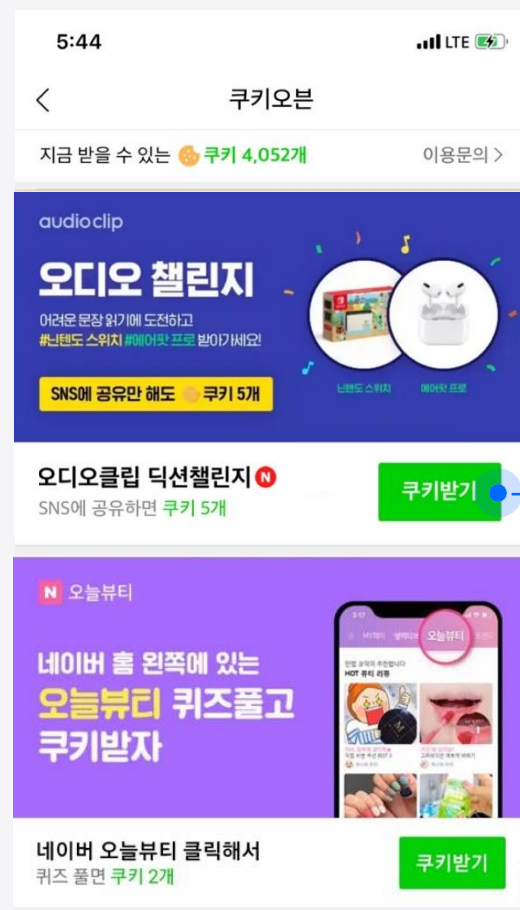 5:44
LTE
쿠키오븐
지금 받을 수 있는 쿠키 4,052개
이용문의 >
audioclip
오디오 챌린지
어려운 문장 읽기에 도전하고
#닌텐도 스위치 #에어팟 프로 받아가세요!
SNS에 공유만 해도 쿠키 5개
닌텐도 스위치
에어팟 프로
오디오클립 딕션챌린지 N
SNS에 공유하면 쿠키 5개
쿠키받기
N 오늘뷰티
네이버 홈 왼쪽에 있는
오늘뷰티 퀴즈풀고
쿠키받자
오늘뷰티
HOT 뷰티 리뷰
네이버 오늘뷰티 클릭해서
퀴즈 풀면 쿠키 2개
쿠키받기